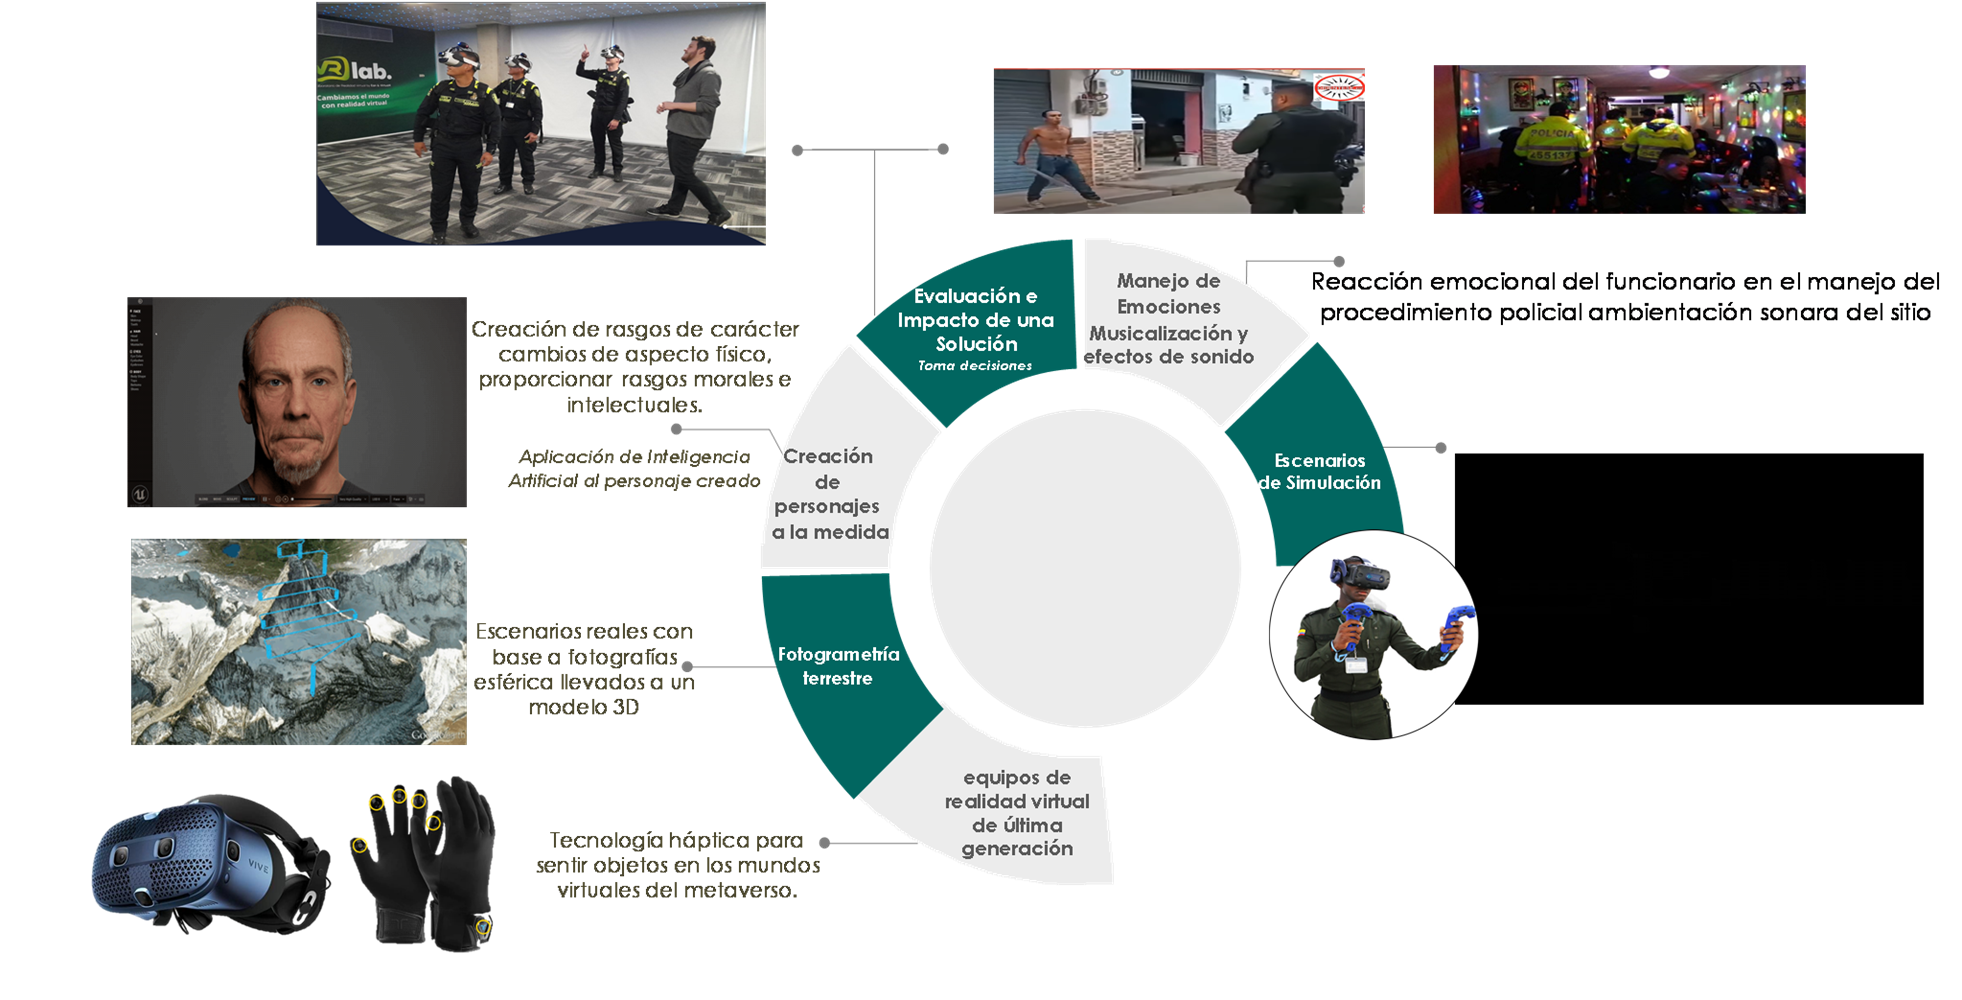 VR lab.
Cambiamos el mundo
con realidad virtual
POLICIA
Evaluación e
Impacto de una
Solución
Toma decisiones
Manejo de
Emociones
Musicalización y
efectos de sonido
Reacción emocional del funcionario en el manejo del
procedimiento policial ambientación sonara del sitio
Creación de rasgos de carácter
cambios de aspecto físico,
proporcionar rasgos morales e
intelectuales.
Aplicación de Inteligencia
Artificial al personaje creado
Creación
de
personajes
a la medida
Escenarios
de Simulación
Escenarios reales con
base a fotografías
esférica llevados a un
modelo 3D
Fotogrametría
terrestre
equipos de
realidad virtual
de última
generación
Tecnología háptica para
sentir objetos en los mundos
virtuales del metaverso.
VIVE